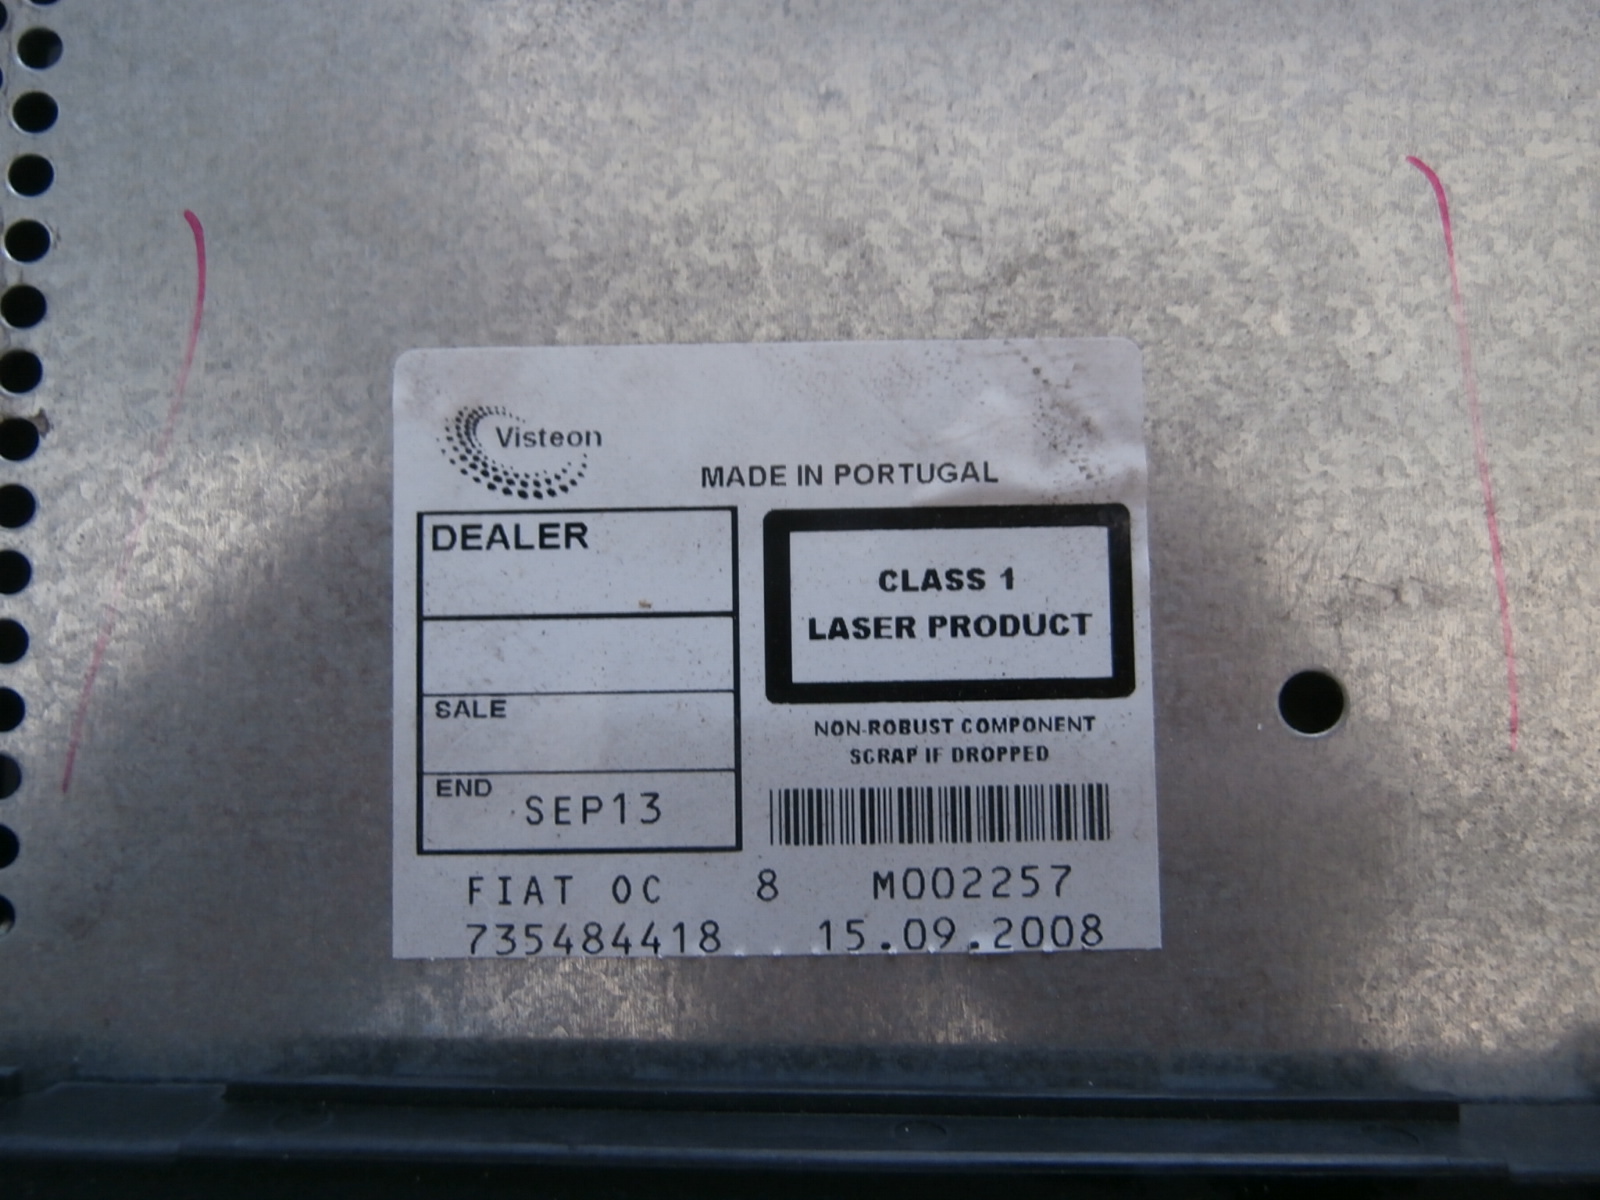 Visteon
MADE IN PORTUGAL
DEALER
CLASS 1
LASER PRODUCT
SALE
NON-ROBUST COMPONENT
SCRAP IF DROPPED
END SEP13
FIAT OC 8 M002257
735484418 15.09.2008